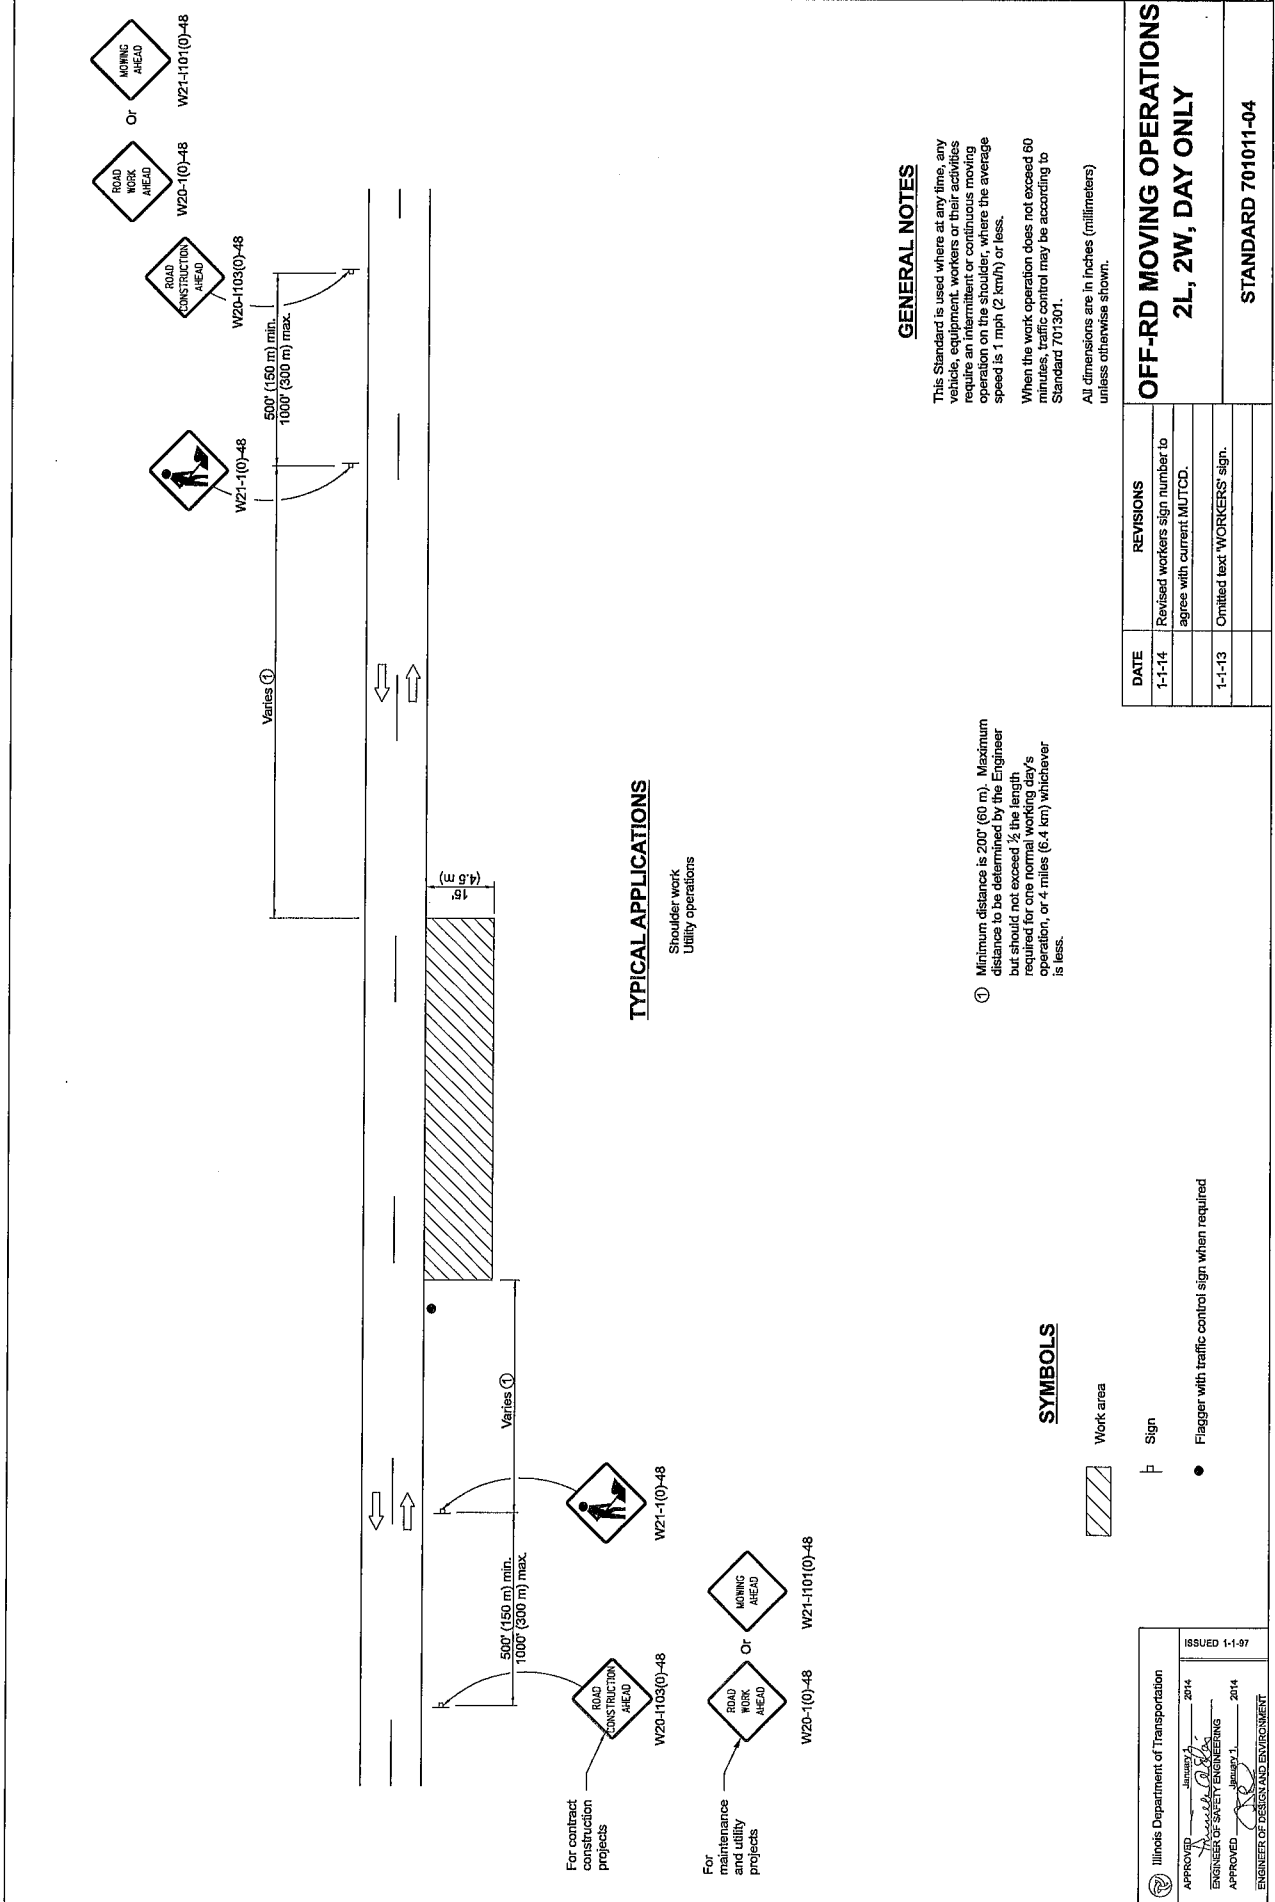 MOWING
AHEAD
W21-I101(0)-48
Or
ROAD
WORK
AHEAD
W20-1(0)-48
ROAD
CONSTRUCTION
AHEAD
W20-I103(0)-48
500' (150 m) min.
1000' (300 m) max.
W21-1(0)-48
Varies ①
15'
(4.5 m)
Varies ①
500' (150 m) min.
1000' (300 m) max.
W21-1(0)-48
ROAD
CONSTRUCTION
AHEAD
W20-I103(0)-48
For contract
construction
projects
MOWING
AHEAD
W21-I101(0)-48
Or
ROAD
WORK
AHEAD
W20-1(0)-48
For
maintenance
and utility
projects
TYPICAL APPLICATIONS
Shoulder work
Utility operations
SYMBOLS
Work area
Sign
Flagger with traffic control sign when required
① Minimum distance is 200' (60 m). Maximum
distance to be determined by the Engineer
but should not exceed ½ the length
required for one normal working day's
operation, or 4 miles (6.4 km) whichever
is less.
GENERAL NOTES
This Standard is used where at any time, any
vehicle, equipment. workers or their activities
require an intermittent or continuous moving
operation on the shoulder, where the average
speed is 1 mph (2 km/h) or less.
When the work operation does not exceed 60
minutes, traffic control may be according to
Standard 701301.
All dimensions are in inches (millimeters)
unless otherwise shown.
Illinois Department of Transportation
APPROVED January 1, 2014
ENGINEER OF SAFETY ENGINEERING
APPROVED January 1, 2014
ENGINEER OF DESIGN AND ENVIRONMENT
ISSUED 1-1-97
DATE REVISIONS
1-1-14 Revised workers sign number to
agree with current MUTCD.
1-1-13 Omitted text 'WORKERS' sign.
OFF-RD MOVING OPERATIONS
2L, 2W, DAY ONLY
STANDARD 701011-04